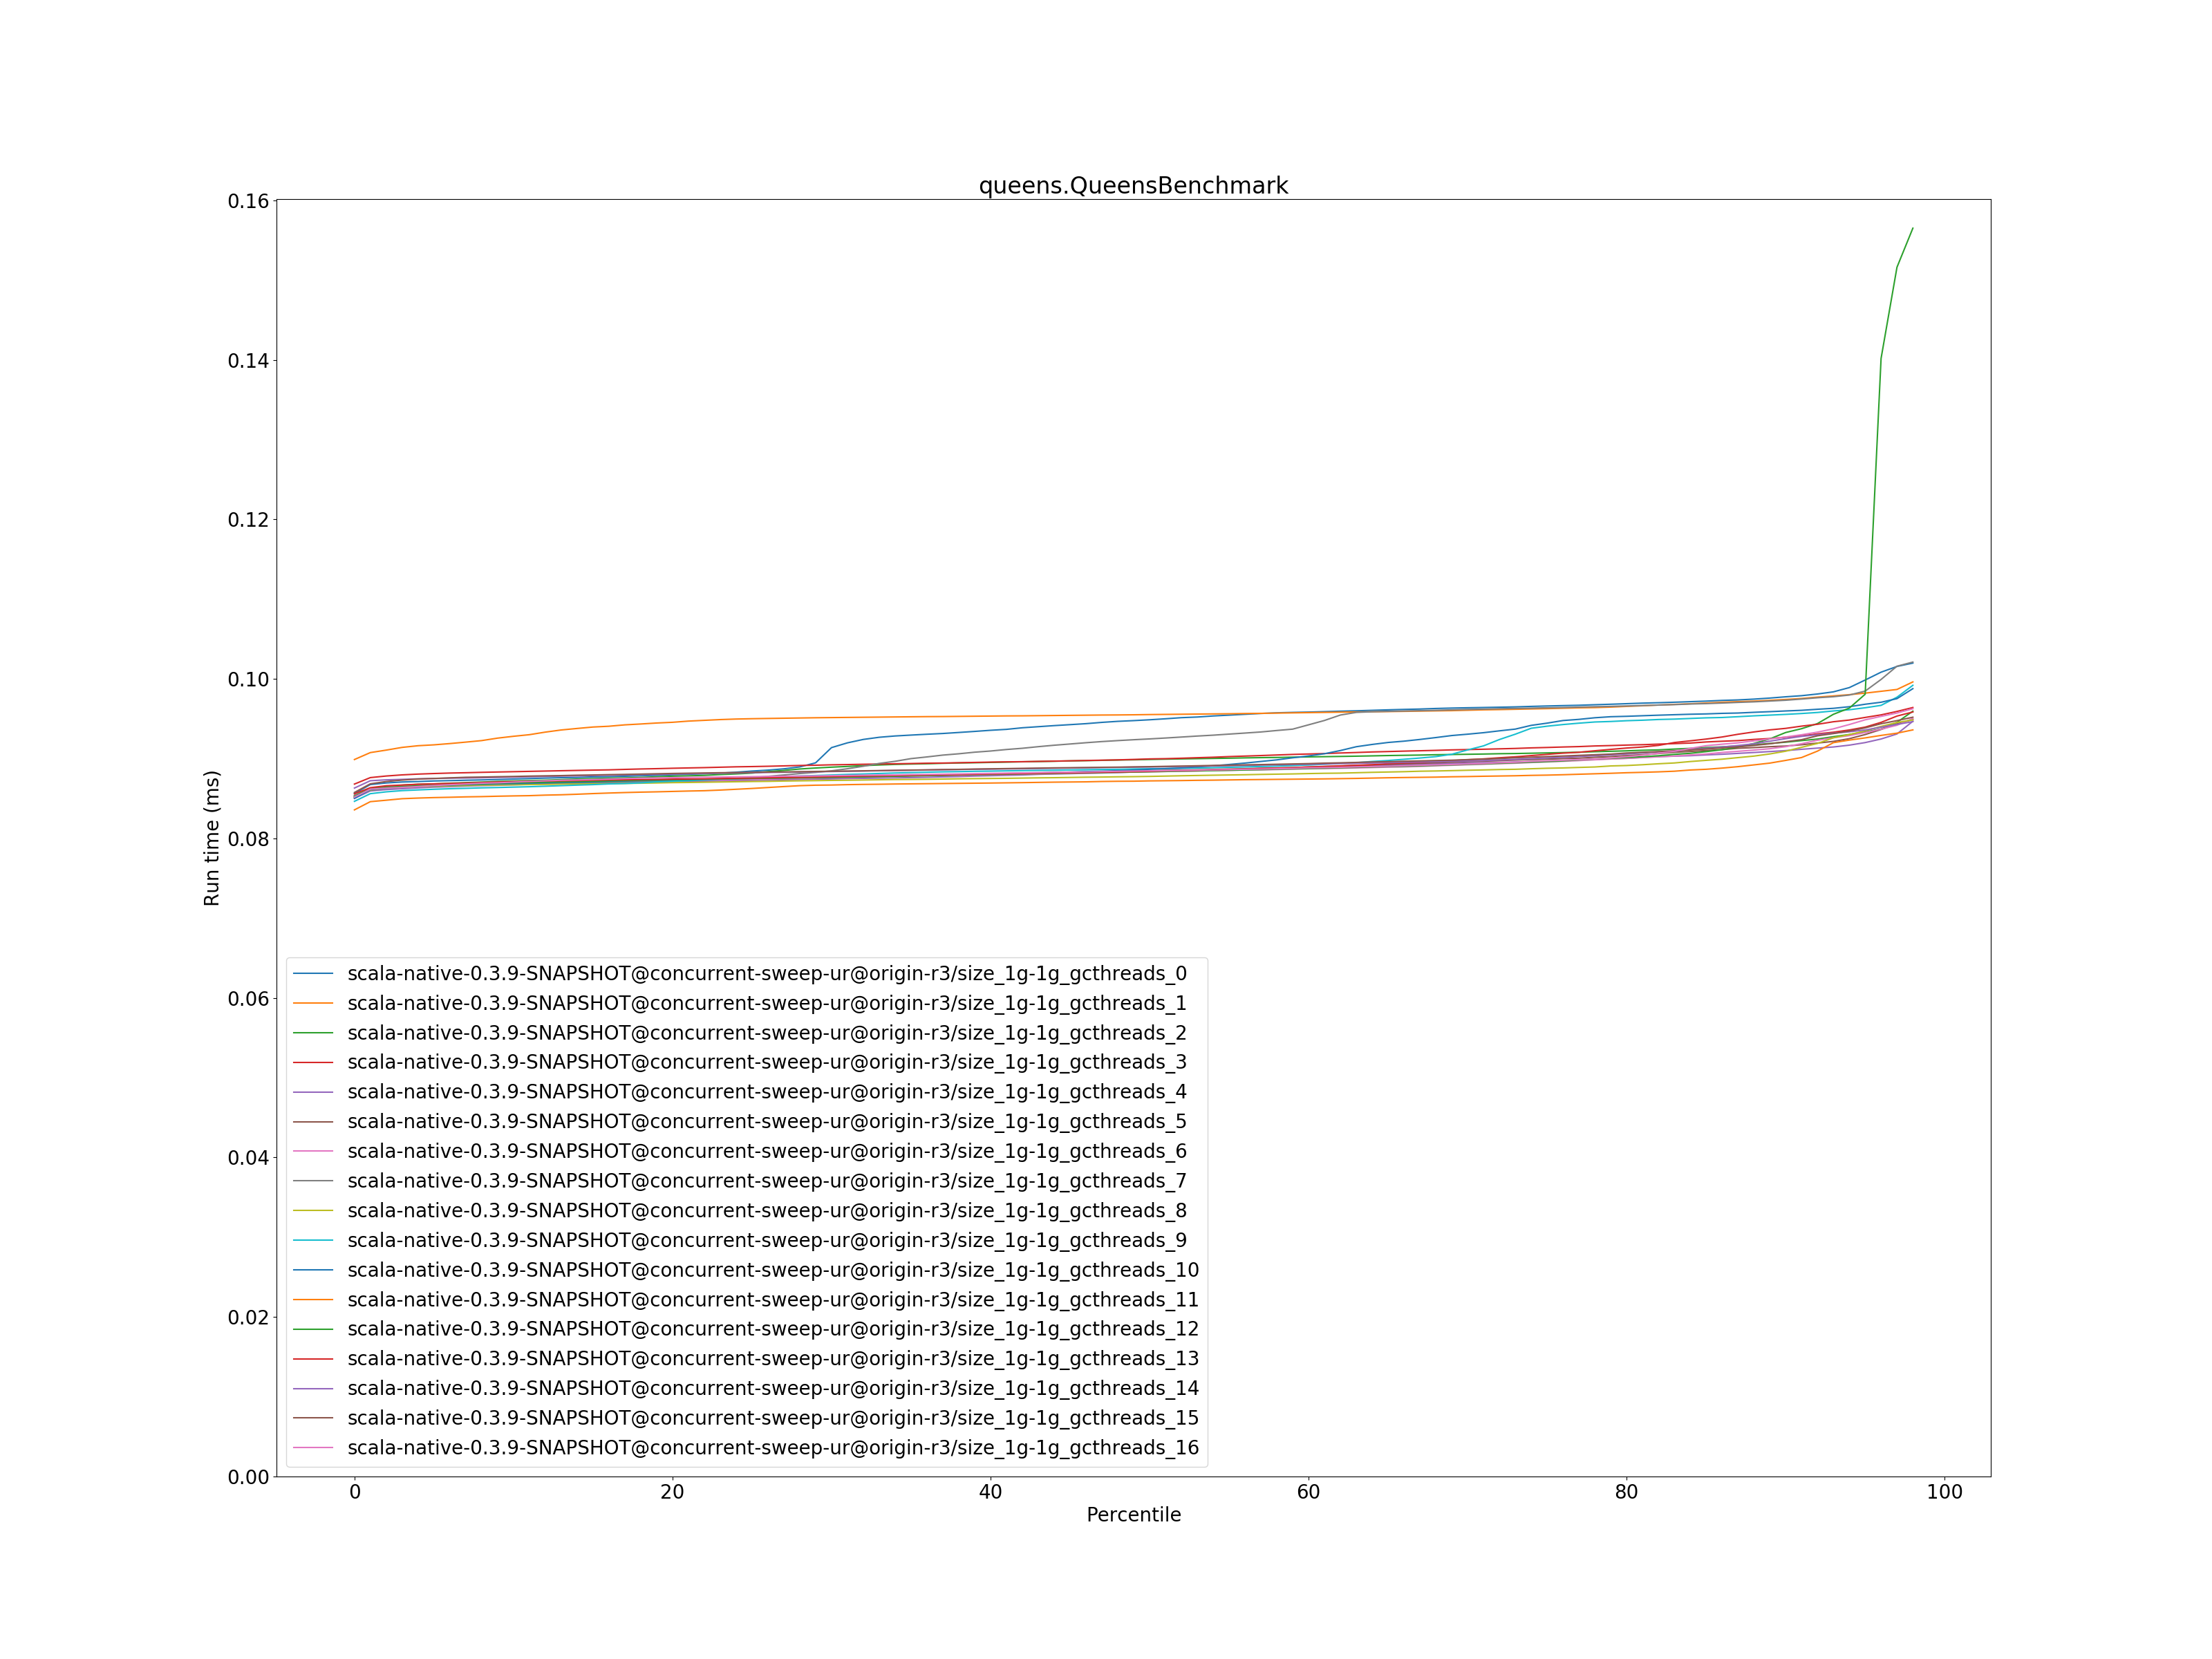 queens.QueensBenchmark
0.16
0.14
0.12
0.10
0.08
0.06
0.04
0.02
0.00
Run time (ms)
scala-native-0.3.9-SNAPSHOT@concurrent-sweep-ur@origin-r3/size_1g-1g_gcthreads_0
scala-native-0.3.9-SNAPSHOT@concurrent-sweep-ur@origin-r3/size_1g-1g_gcthreads_1
scala-native-0.3.9-SNAPSHOT@concurrent-sweep-ur@origin-r3/size_1g-1g_gcthreads_2
scala-native-0.3.9-SNAPSHOT@concurrent-sweep-ur@origin-r3/size_1g-1g_gcthreads_3
scala-native-0.3.9-SNAPSHOT@concurrent-sweep-ur@origin-r3/size_1g-1g_gcthreads_4
scala-native-0.3.9-SNAPSHOT@concurrent-sweep-ur@origin-r3/size_1g-1g_gcthreads_5
scala-native-0.3.9-SNAPSHOT@concurrent-sweep-ur@origin-r3/size_1g-1g_gcthreads_6
scala-native-0.3.9-SNAPSHOT@concurrent-sweep-ur@origin-r3/size_1g-1g_gcthreads_7
scala-native-0.3.9-SNAPSHOT@concurrent-sweep-ur@origin-r3/size_1g-1g_gcthreads_8
scala-native-0.3.9-SNAPSHOT@concurrent-sweep-ur@origin-r3/size_1g-1g_gcthreads_9
scala-native-0.3.9-SNAPSHOT@concurrent-sweep-ur@origin-r3/size_1g-1g_gcthreads_10
scala-native-0.3.9-SNAPSHOT@concurrent-sweep-ur@origin-r3/size_1g-1g_gcthreads_11
scala-native-0.3.9-SNAPSHOT@concurrent-sweep-ur@origin-r3/size_1g-1g_gcthreads_12
scala-native-0.3.9-SNAPSHOT@concurrent-sweep-ur@origin-r3/size_1g-1g_gcthreads_13
scala-native-0.3.9-SNAPSHOT@concurrent-sweep-ur@origin-r3/size_1g-1g_gcthreads_14
scala-native-0.3.9-SNAPSHOT@concurrent-sweep-ur@origin-r3/size_1g-1g_gcthreads_15
scala-native-0.3.9-SNAPSHOT@concurrent-sweep-ur@origin-r3/size_1g-1g_gcthreads_16
0 20 40 60 80 100
Percentile